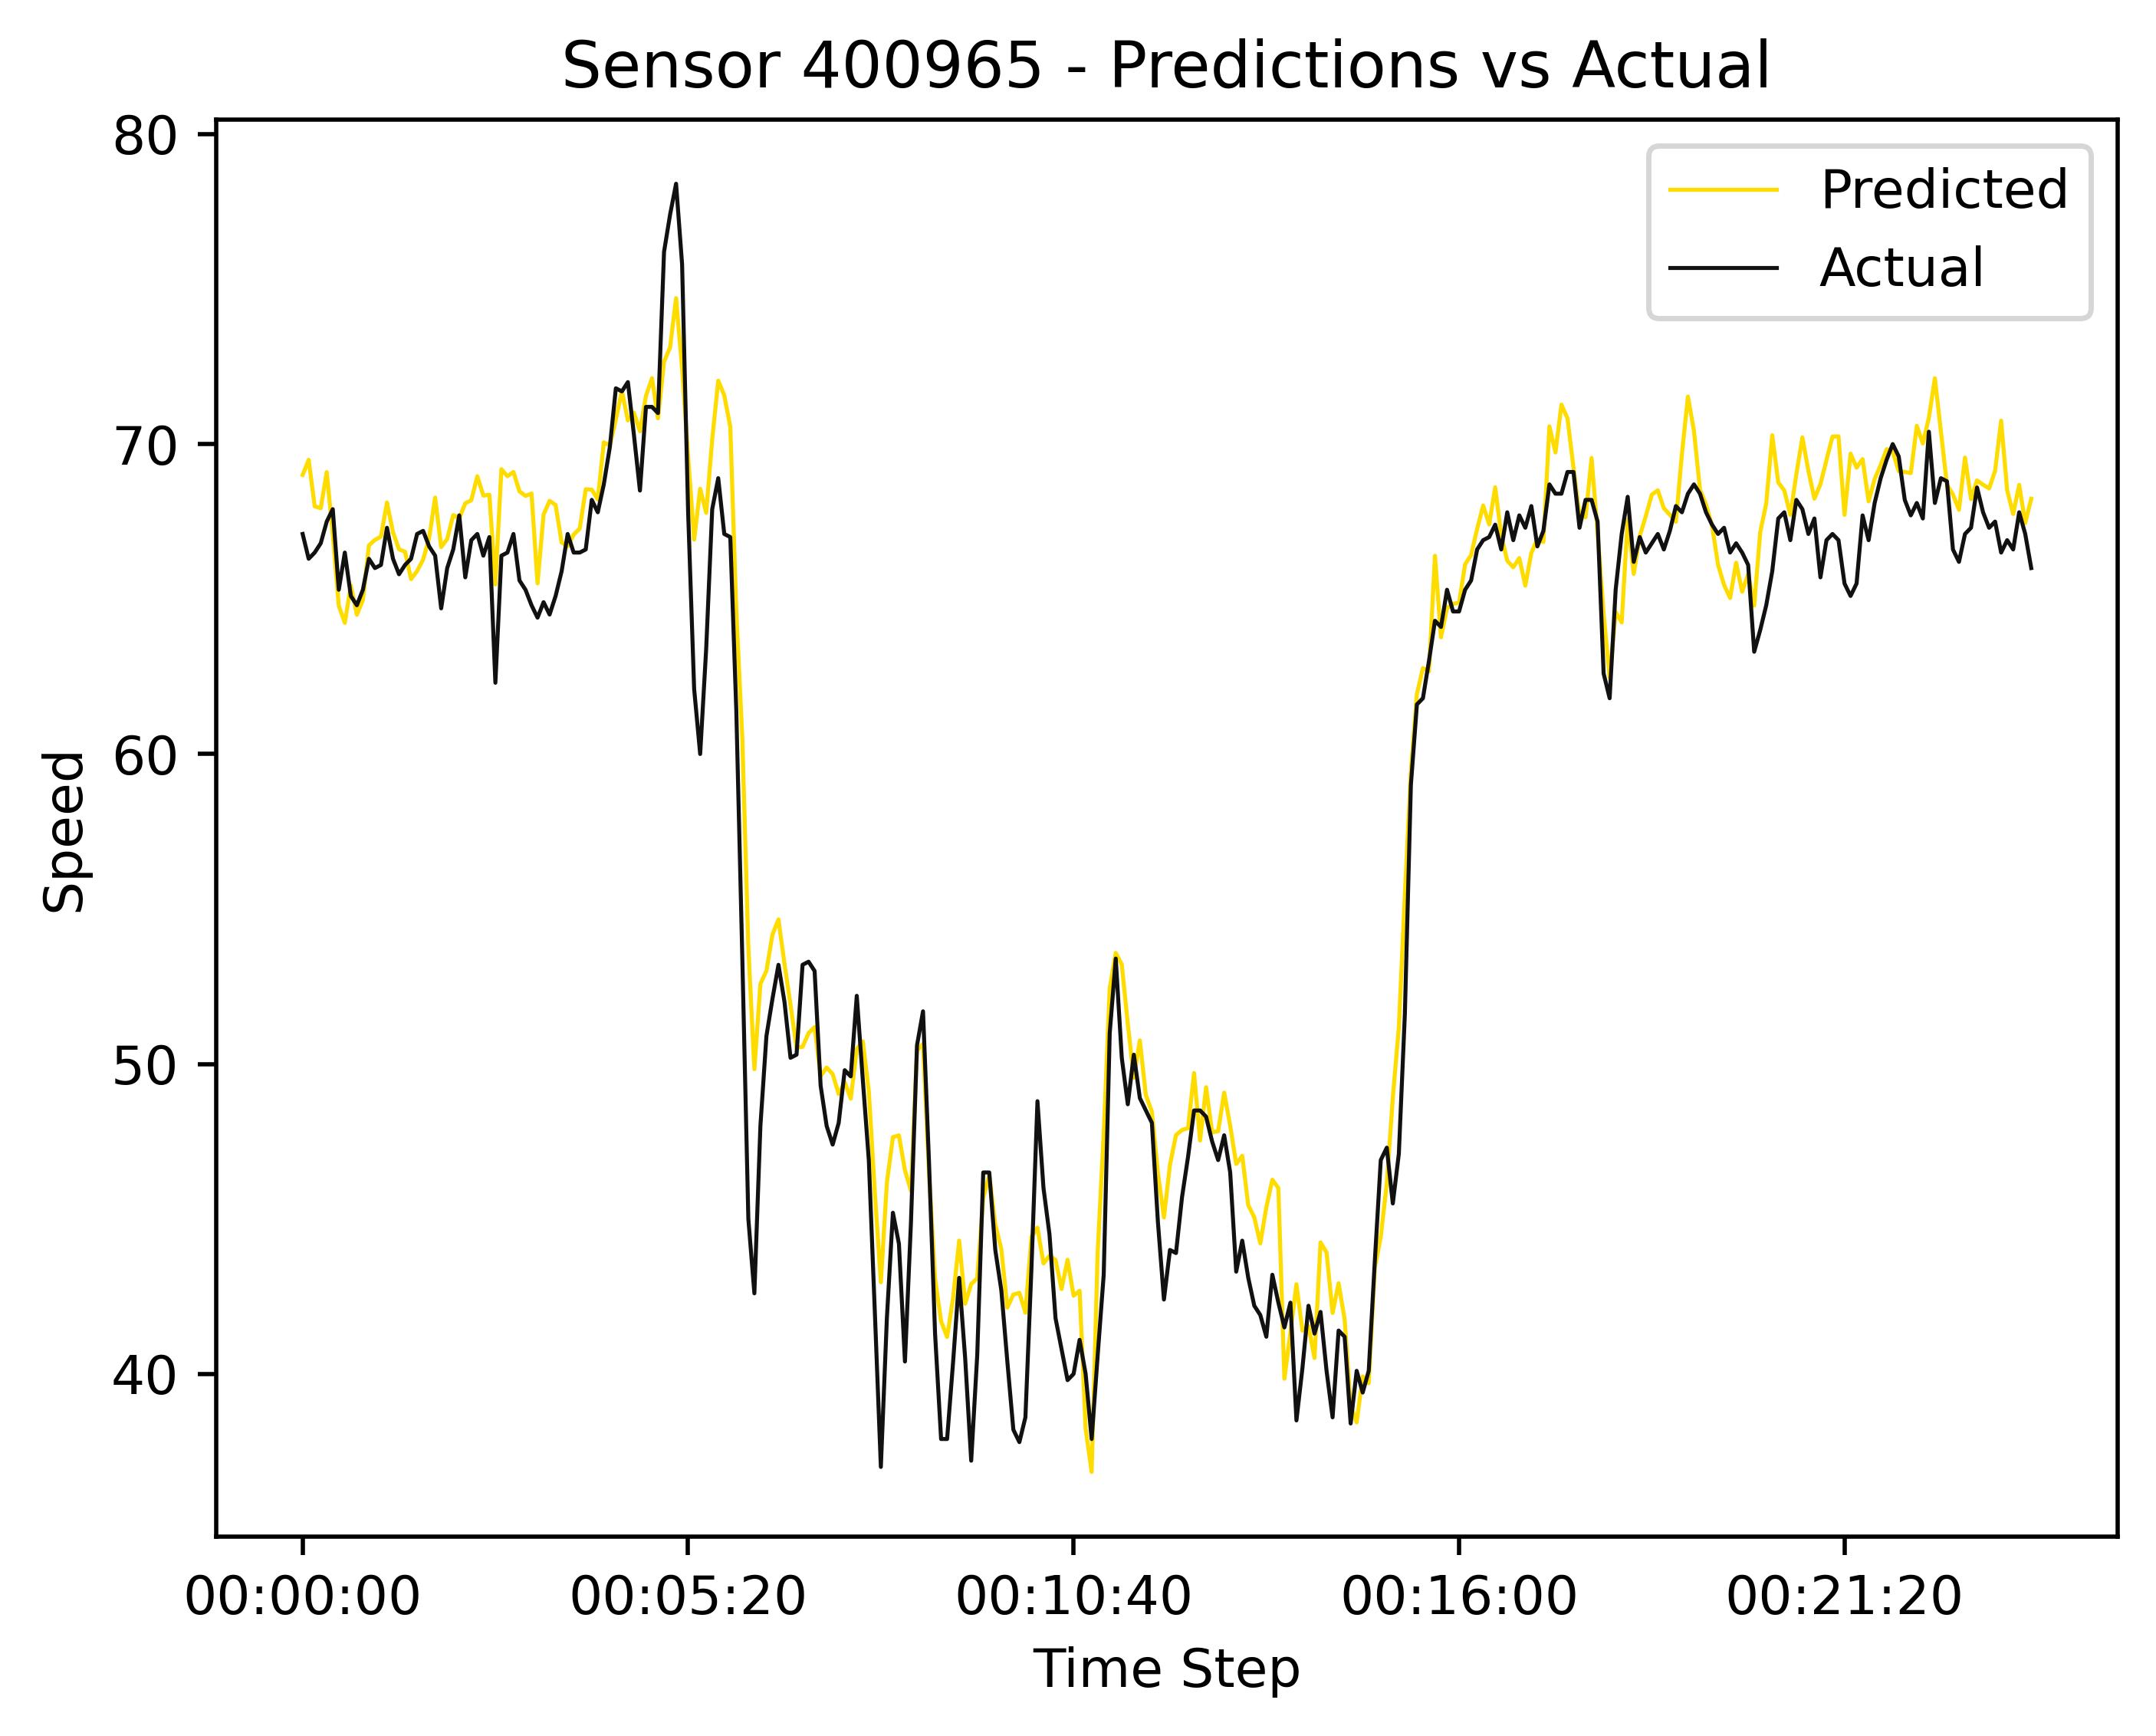 Sensor 400965 - Predictions vs Actual
Predicted
Actual
80
70
60
50
40
Speed
00:00:00 00:05:20 00:10:40 00:16:00 00:21:20
Time Step